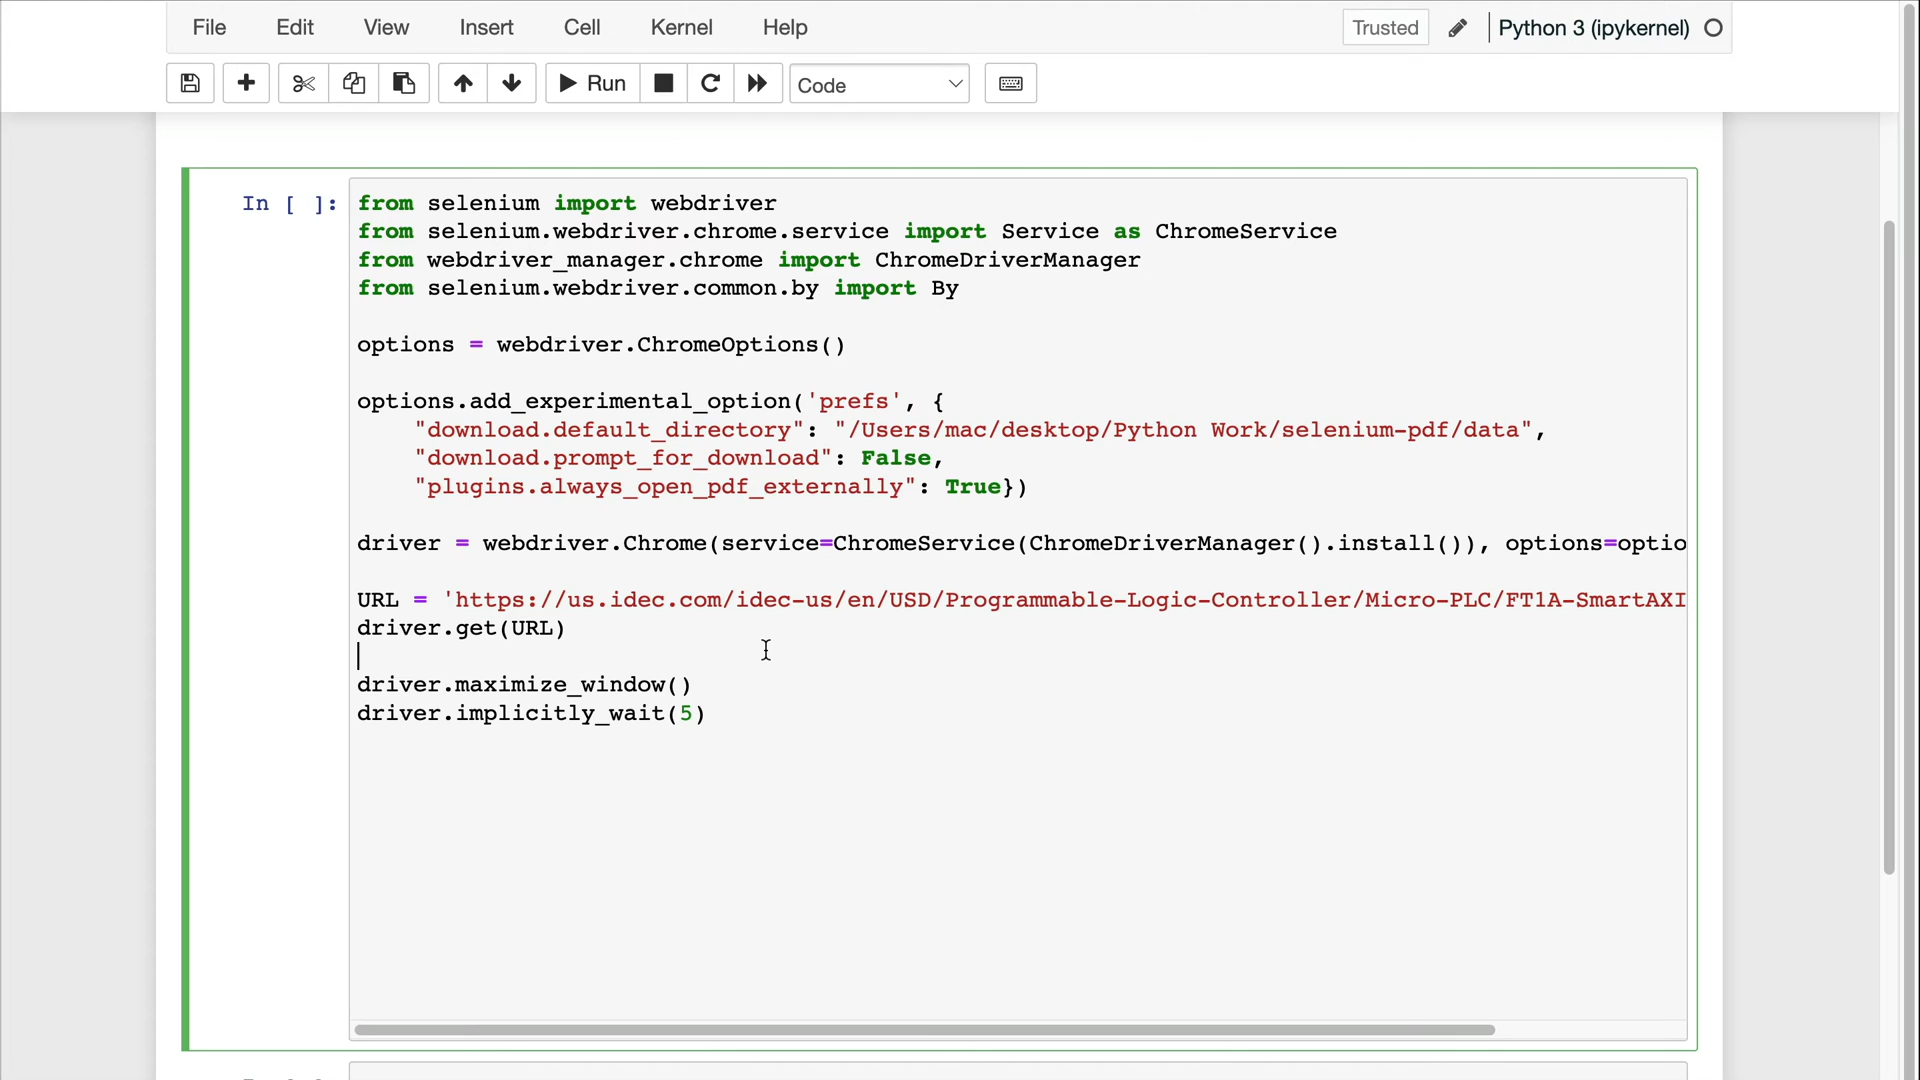 File Edit View Insert Cell Kernel Help Trusted Python 3 (ipykernel)
Run Code
In [ ]:
from selenium import webdriver
from selenium.webdriver.chrome.service import Service as ChromeService
from webdriver_manager.chrome import ChromeDriverManager
from selenium.webdriver.common.by import By
options = webdriver.ChromeOptions()
options.add_experimental_option('prefs', {
"download.default_directory": "/Users/mac/desktop/Python Work/selenium-pdf/data",
"download.prompt_for_download": False,
"plugins.always_open_pdf_externally": True})
driver = webdriver.Chrome(service=ChromeService(ChromeDriverManager().install()), options=optio
URL = 'https://us.idec.com/idec-us/en/USD/Programmable-Logic-Controller/Micro-PLC/FT1A-SmartAXI
driver.get(URL)
driver.maximize_window()
driver.implicitly_wait(5)